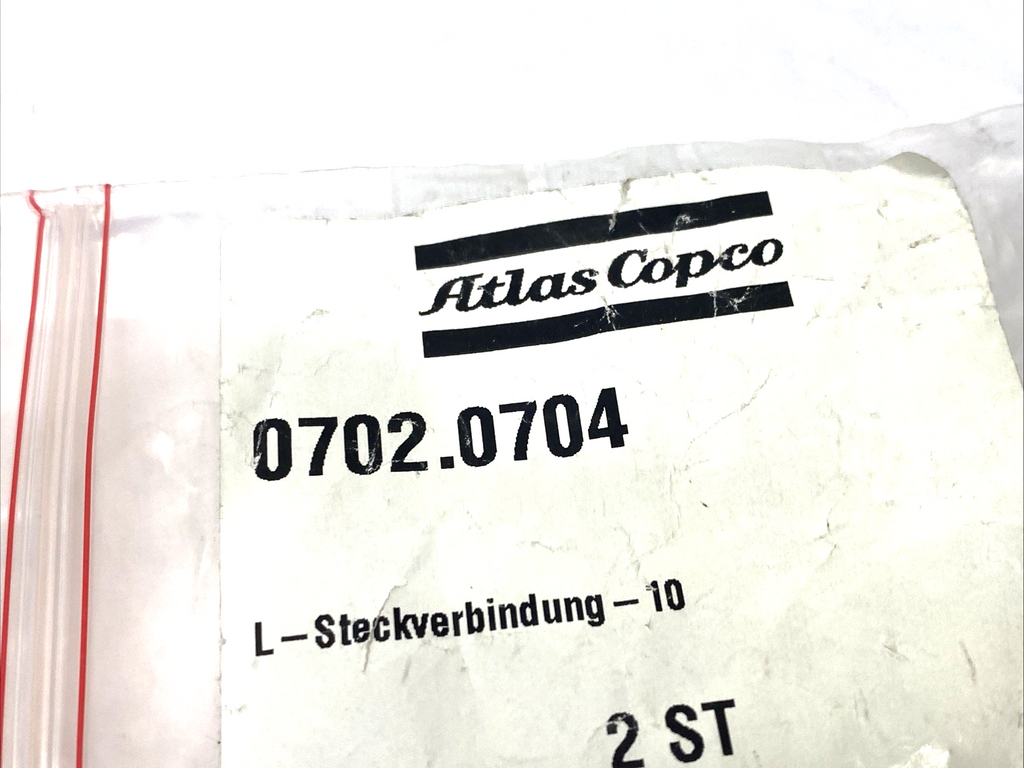 Atlas Copco
0702.0704
L-Steckverbindung-10
2 ST